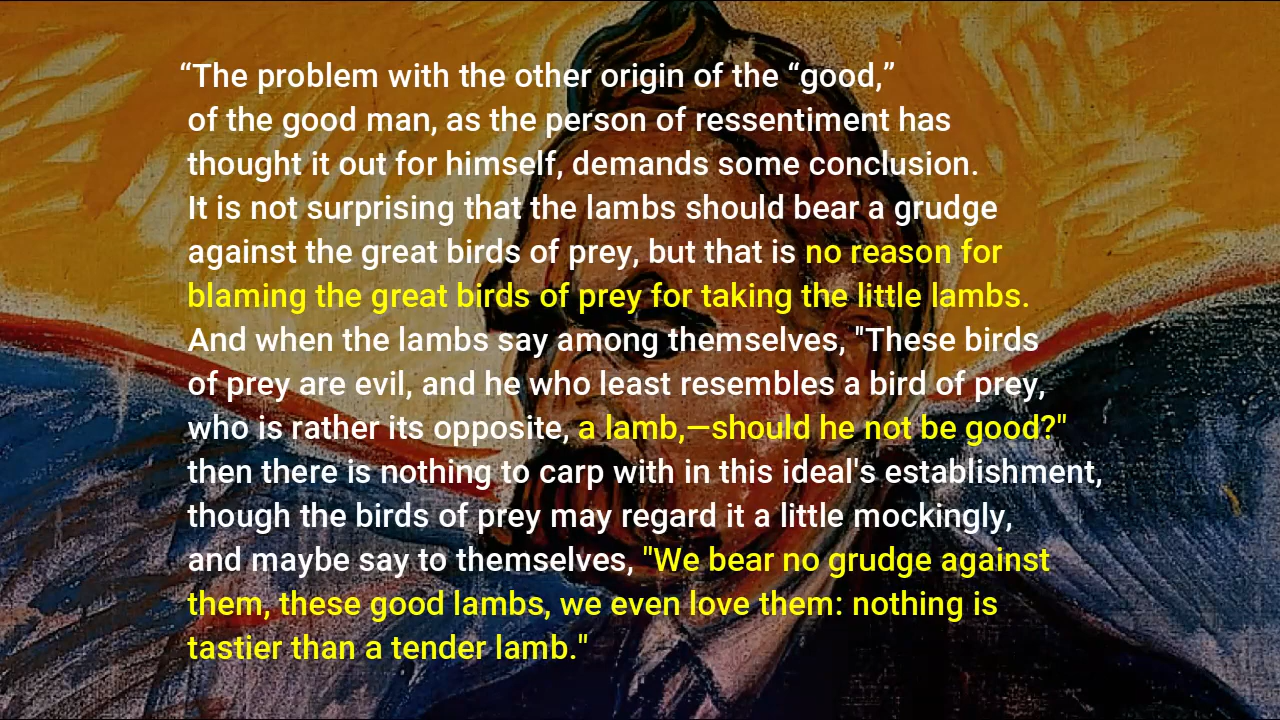 “The problem with the other origin of the “good,”
of the good man, as the person of ressentiment has
thought it out for himself, demands some conclusion.
It is not surprising that the lambs should bear a grudge
against the great birds of prey, but that is no reason for
blaming the great birds of prey for taking the little lambs.
And when the lambs say among themselves, "These birds
of prey are evil, and he who least resembles a bird of prey,
who is rather its opposite, a lamb,—should he not be good?"
then there is nothing to carp with in this ideal's establishment,
though the birds of prey may regard it a little mockingly,
and maybe say to themselves, "We bear no grudge against
them, these good lambs, we even love them: nothing is
tastier than a tender lamb."